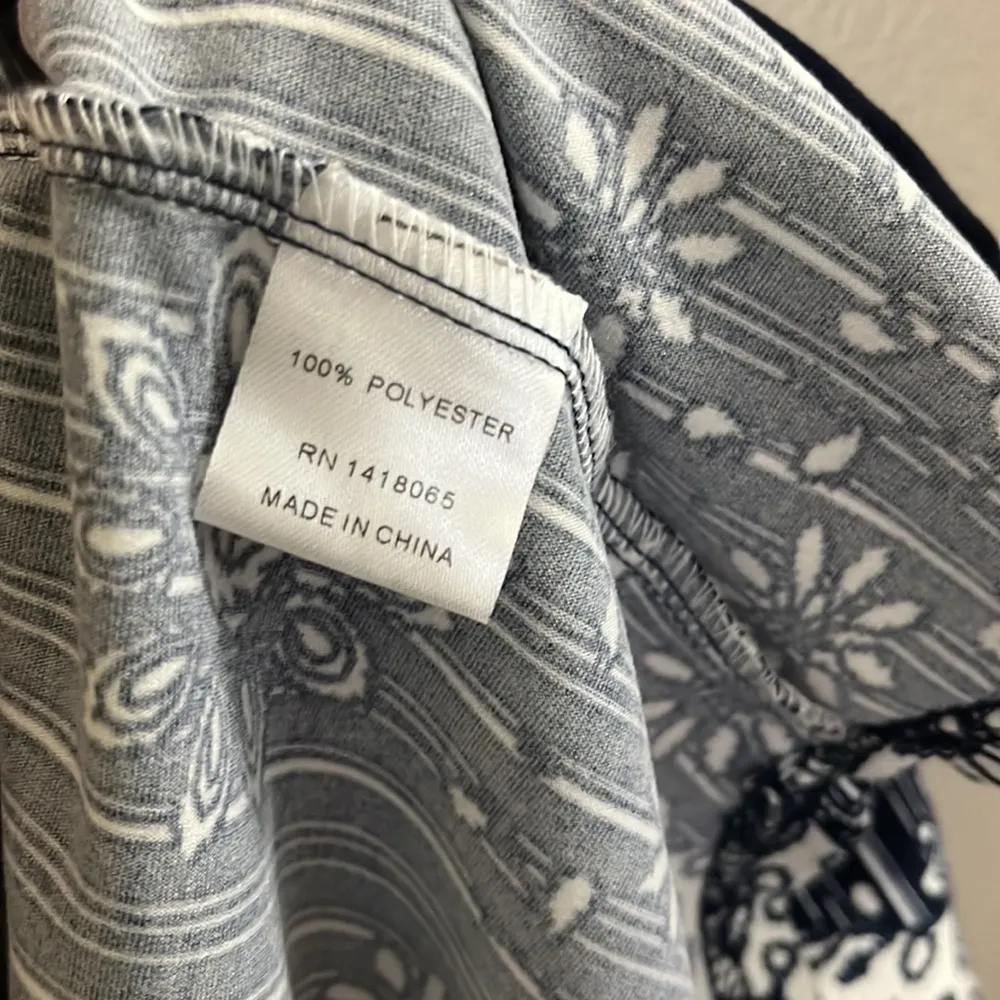 100% POLYESTER
RN 1418065
MADE IN CHINA